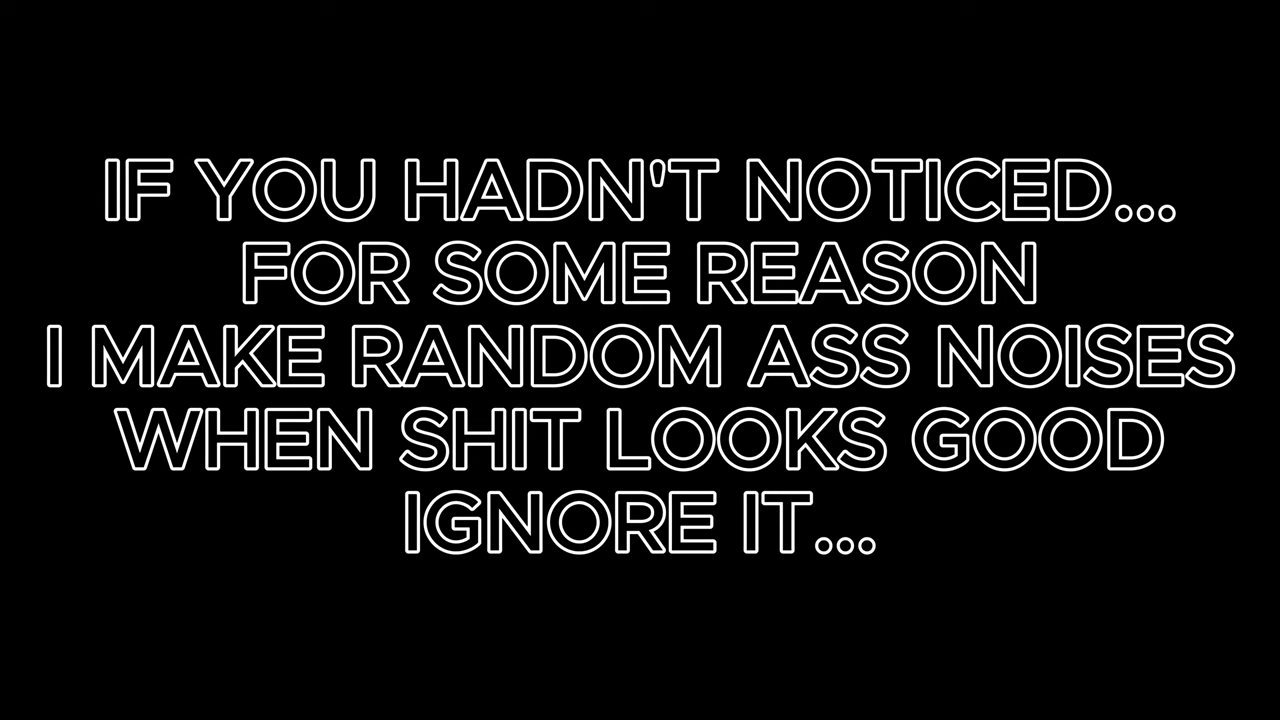 IF YOU HADN'T NOTICED...
FOR SOME REASON
I MAKE RANDOM ASS NOISES
WHEN SHIT LOOKS GOOD
IGNORE IT...